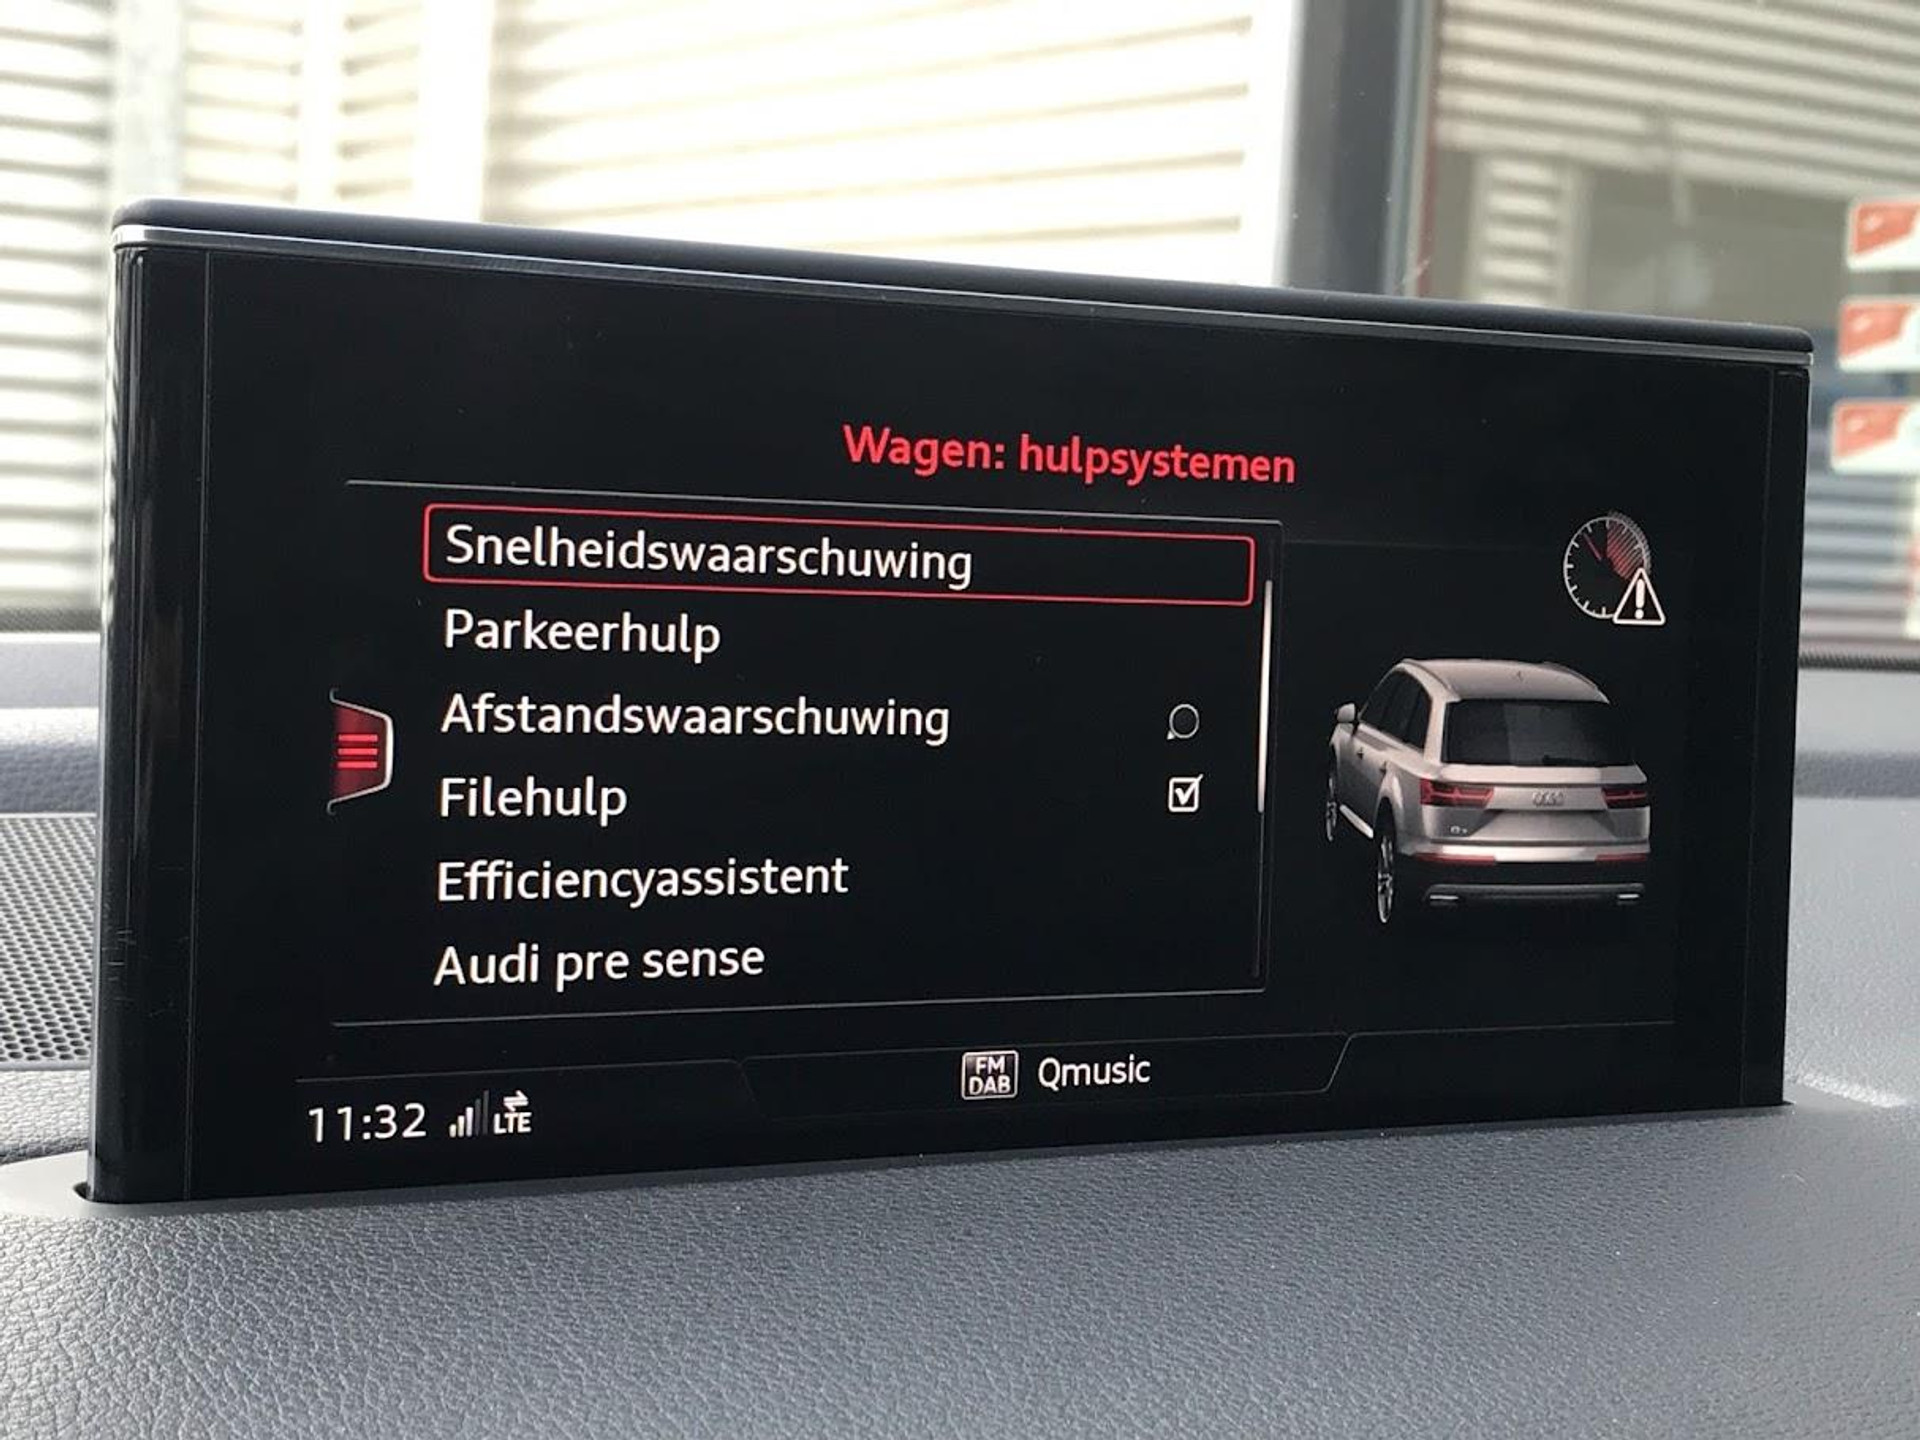 Wagen: hulpsystemen
Snelheidswaarschuwing
Parkeerhulp
Afstandswaarschuwing
Filehulp
Efficiencyassistent
Audi pre sense
FM
DAB
Qmusic
11:32
LTE